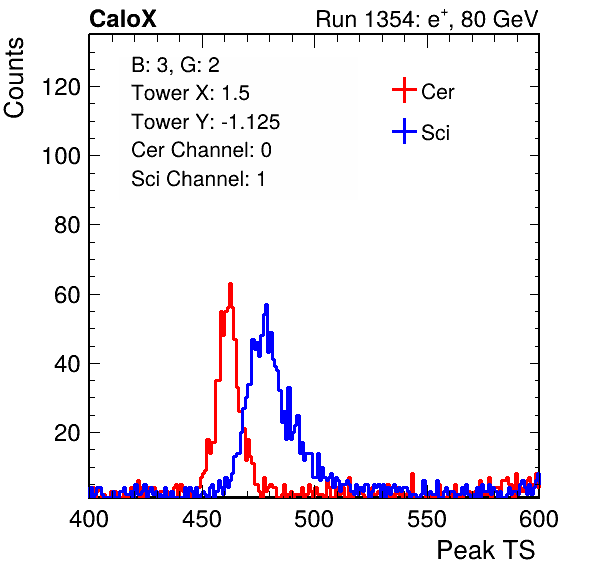 CaloX Run 1354: e+, 80 GeV
Counts
B: 3, G: 2
Tower X: 1.5
Tower Y: -1.125
Cer Channel: 0
Sci Channel: 1
Cer
Sci
120
100
80
60
40
20
400 450 500 550 600
Peak TS